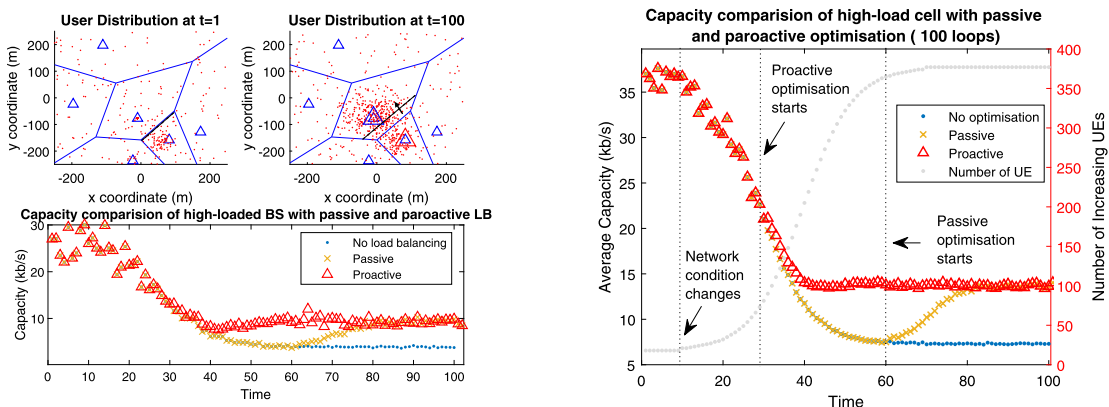 User Distribution at t=1
200
100
0
-100
-200
y coordinate (m)
-200
0
200
x coordinate (m)
User Distribution at t=100
200
100
0
-100
-200
y coordinate (m)
-200
0
200
x coordinate (m)
Capacity comparision of high-loaded BS with passive and paroactive LB
30
20
10
Capacity (kb/s)
No load balancing
Passive
Proactive
0 10 20 30 40 50 60 70 80 90 100
Time
Capacity comparision of high-load cell with passive
and paroactive optimisation ( 100 loops)
35
30
25
20
15
10
5
Average Capacity (kb/s)
400
350
300
250
200
150
100
50
0
Number of Increasing UEs
Proactive
optimisation
starts
No optimisation
Passive
Proactive
Number of UE
Network
condition
changes
Passive
optimisation
starts
0 20 40 60 80 100
Time